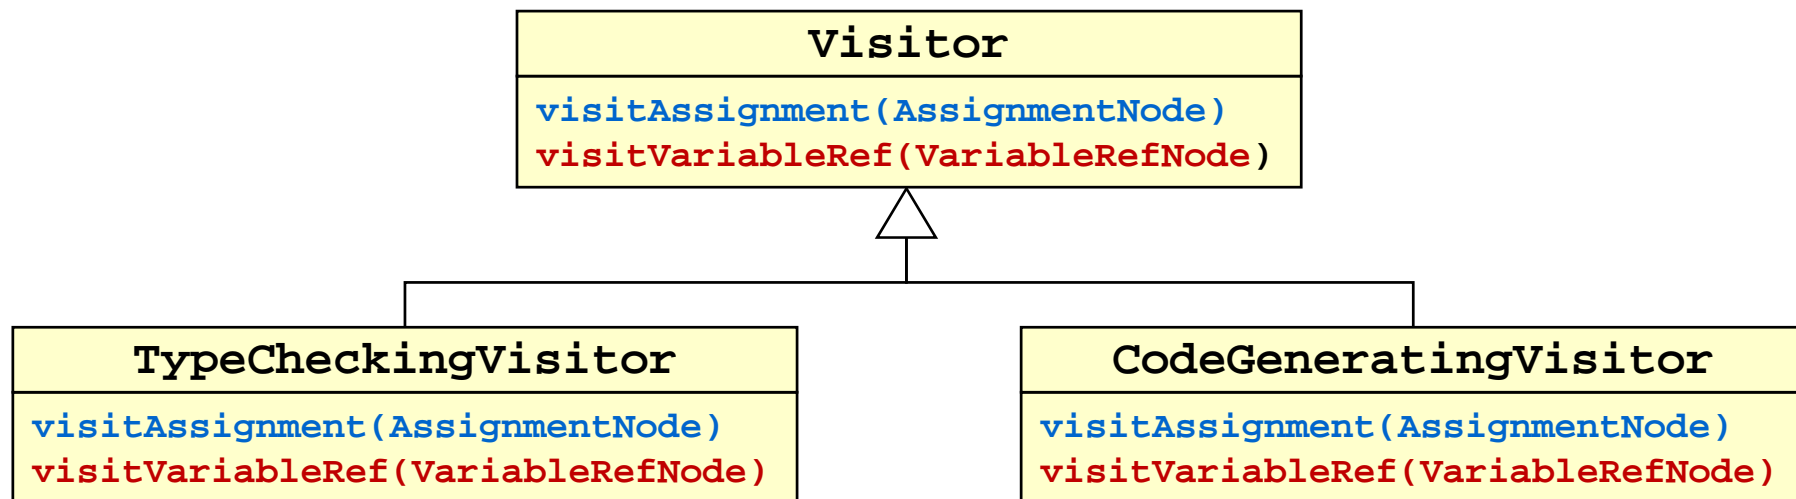 Visitor
visitAssignment(AssignmentNode)
visitVariableRef(VariableRefNode)
TypeCheckingVisitor
visitAssignment(AssignmentNode)
visitVariableRef(VariableRefNode)
CodeGeneratingVisitor
visitAssignment(AssignmentNode)
visitVariableRef(VariableRefNode)